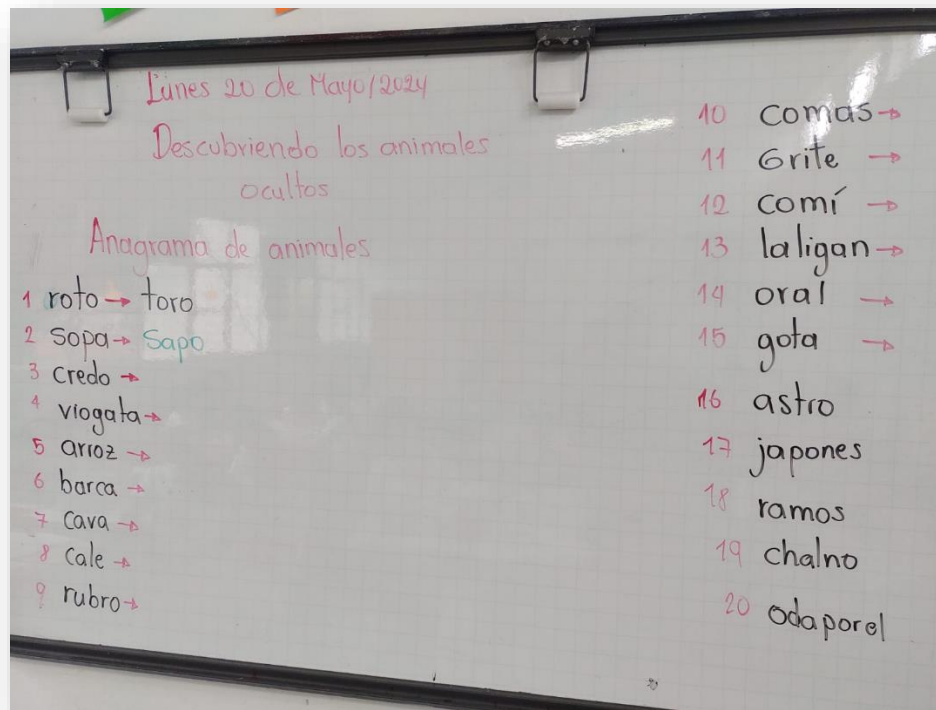 Lunes 20 de Mayo/2024
Descubriendo los animales
ocultos
Anagrama de animales
1 roto → toro
2 Sopa → Sapo
3 credo →
4 viogata →
5 arroz →
6 barca →
7 cava →
8 cale →
9 rubro →
10 comas →
11 Grite →
12 comí →
13 laligan →
14 oral →
15 gota →
16 astro
17 japones
18 ramos
19 chalno
20 odaporel